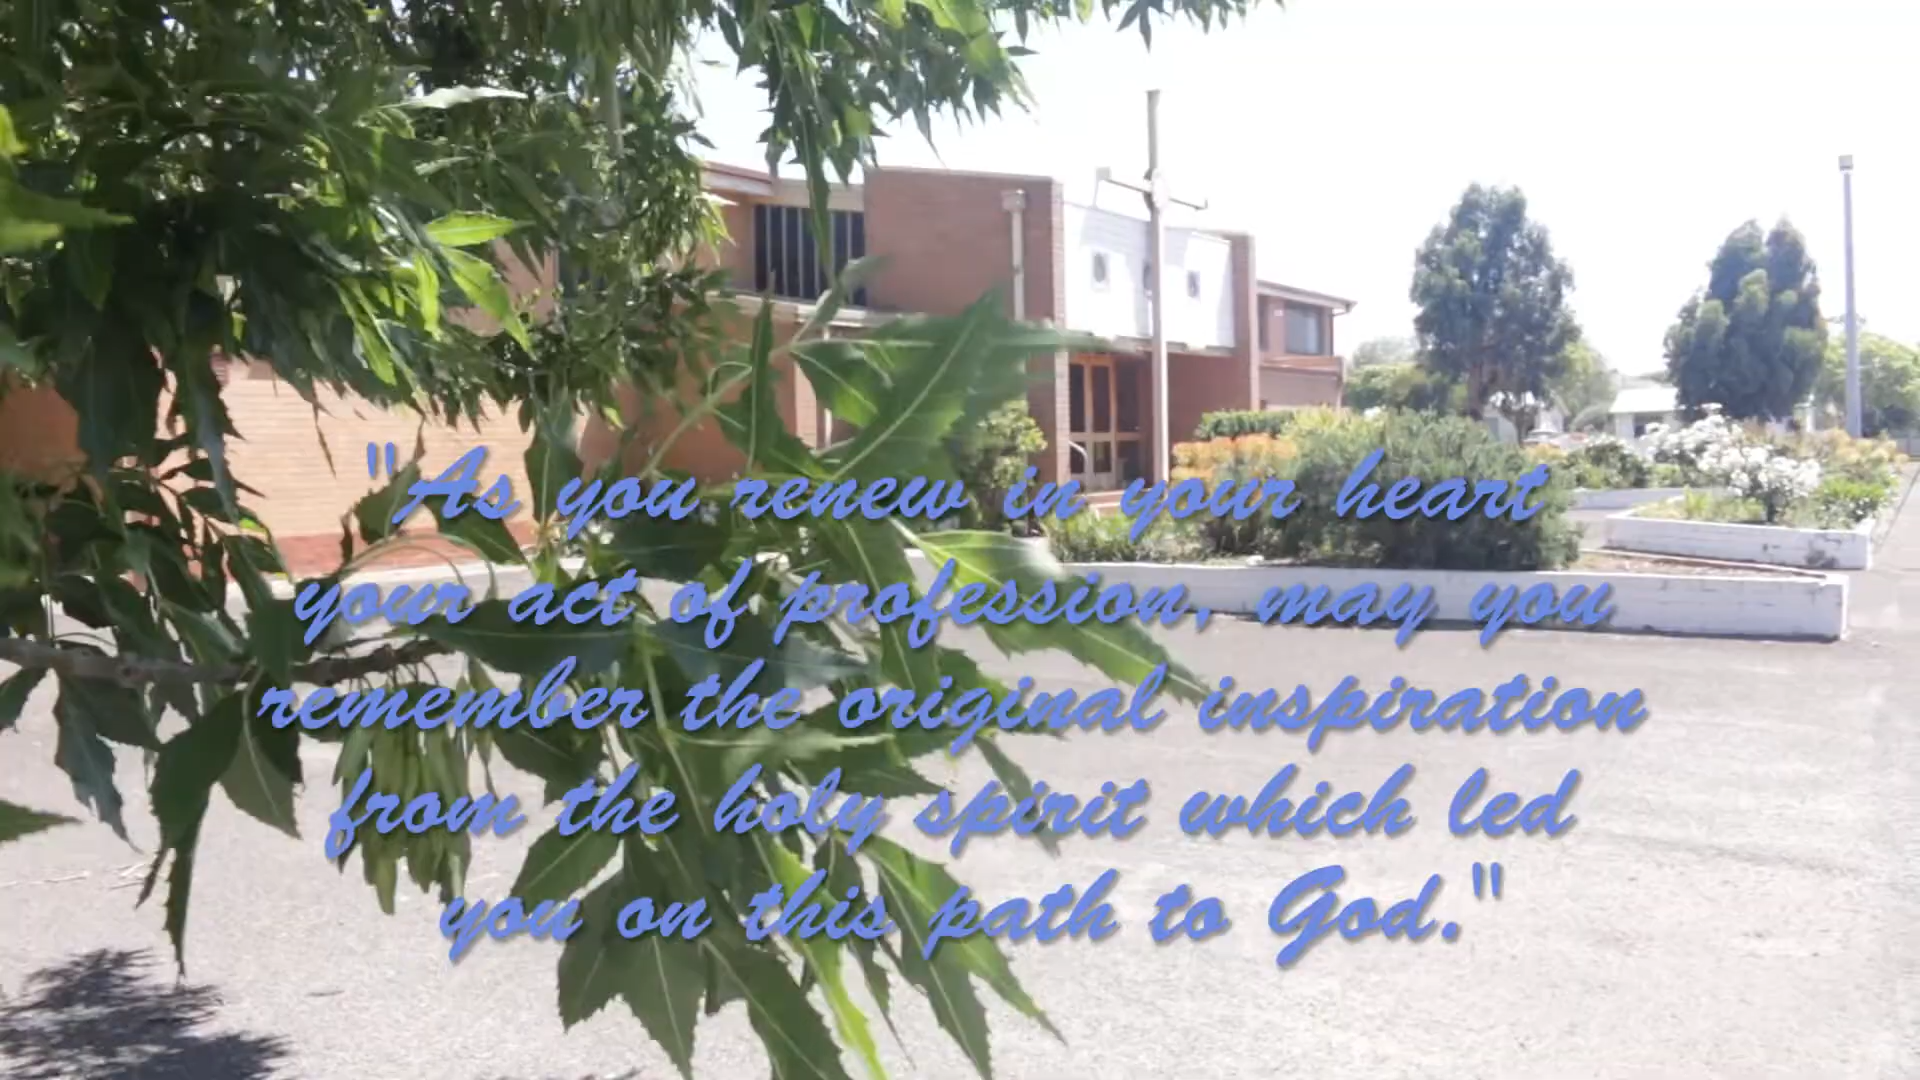 "As you renew in your heart
your act of profession, may you
remember the original inspiration
from the holy spirit which led
you on this path to God."